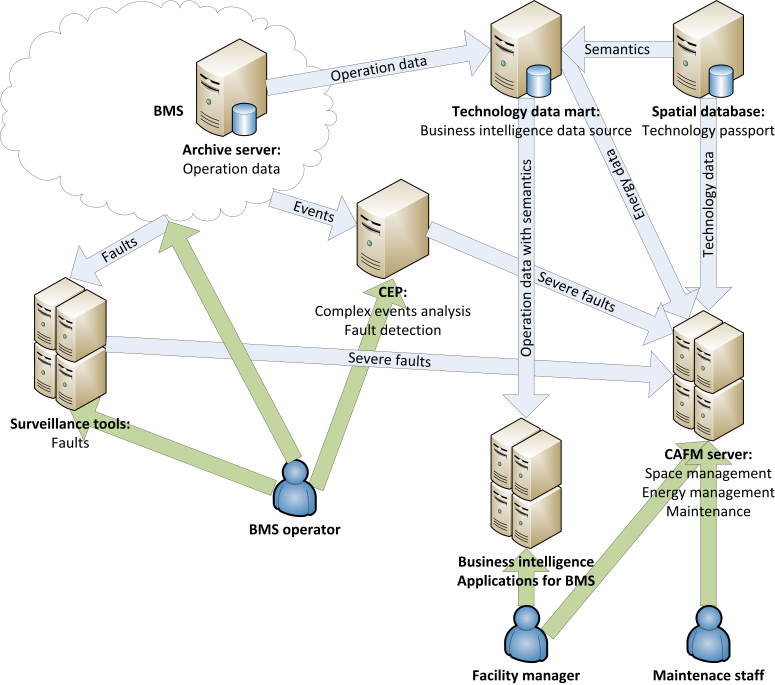 Operation data
Semantics
BMS
Archive server:
Operation data
Technology data mart:
Business intelligence data source
Spatial database:
Technology passport
Events
Faults
Energy data
Technology data
Operation data with semantics
CEP:
Complex events analysis
Fault detection
Severe faults
Severe faults
Surveillance tools:
Faults
CAFM server:
Space management
Energy management
Maintenance
BMS operator
Business intelligence
Applications for BMS
Facility manager
Maintenace staff